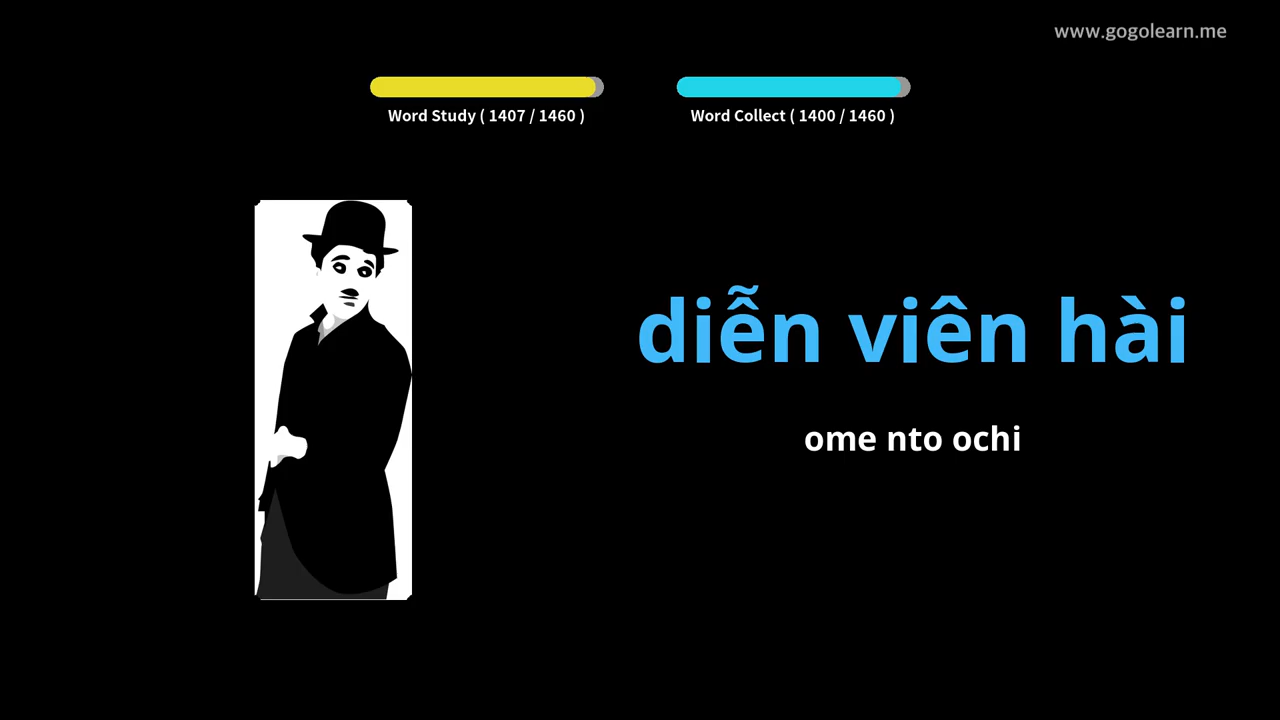 www.gogolearn.me
Word Study ( 1407 / 1460 )
Word Collect ( 1400 / 1460 )
diễn viên hài
ome nto ochi